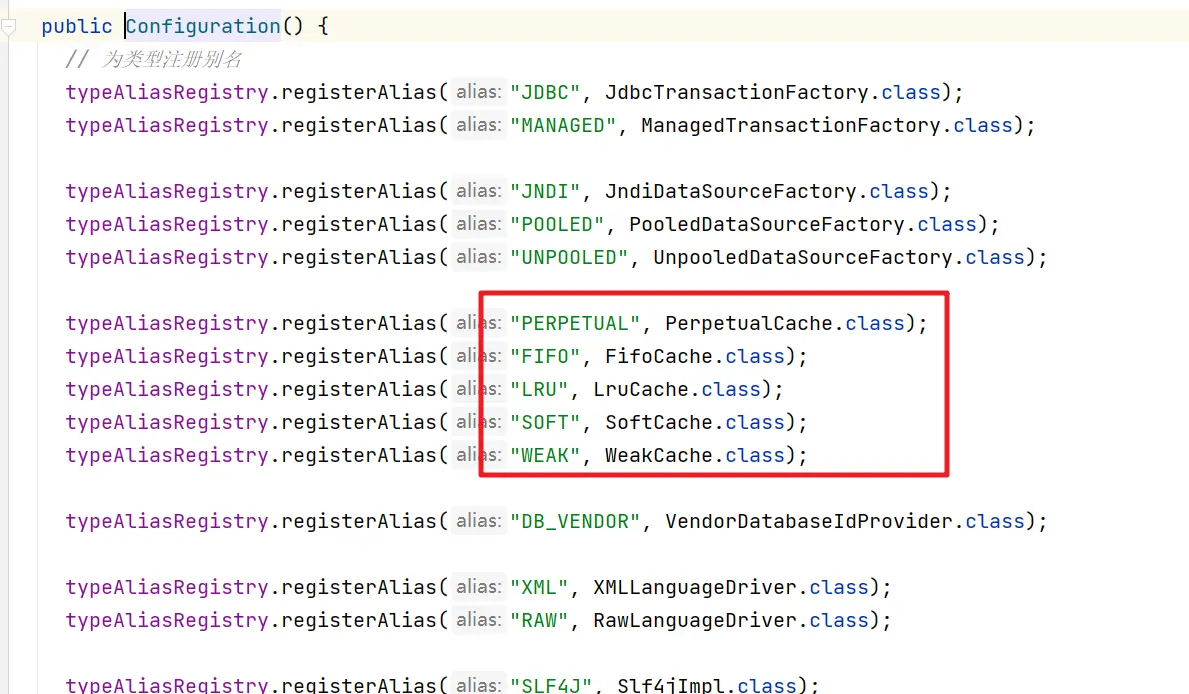 public Configuration() {
// 为类型注册别名
typeAliasRegistry.registerAlias( alias: "JDBC", JdbcTransactionFactory.class);
typeAliasRegistry.registerAlias( alias: "MANAGED", ManagedTransactionFactory.class);
typeAliasRegistry.registerAlias( alias: "JNDI", JndiDataSourceFactory.class);
typeAliasRegistry.registerAlias( alias: "POOLED", PooledDataSourceFactory.class);
typeAliasRegistry.registerAlias( alias: "UNPOOLED", UnpooledDataSourceFactory.class);
typeAliasRegistry.registerAlias( alias: "PERPETUAL", PerpetualCache.class);
typeAliasRegistry.registerAlias( alias: "FIFO", FifoCache.class);
typeAliasRegistry.registerAlias( alias: "LRU", LruCache.class);
typeAliasRegistry.registerAlias( alias: "SOFT", SoftCache.class);
typeAliasRegistry.registerAlias( alias: "WEAK", WeakCache.class);
typeAliasRegistry.registerAlias( alias: "DB_VENDOR", VendorDatabaseIdProvider.class);
typeAliasRegistry.registerAlias( alias: "XML", XMLLanguageDriver.class);
typeAliasRegistry.registerAlias( alias: "RAW", RawLanguageDriver.class);
typeAliasRegistry.registerAlias( alias: "SLF4J", Slf4jImpl.class);